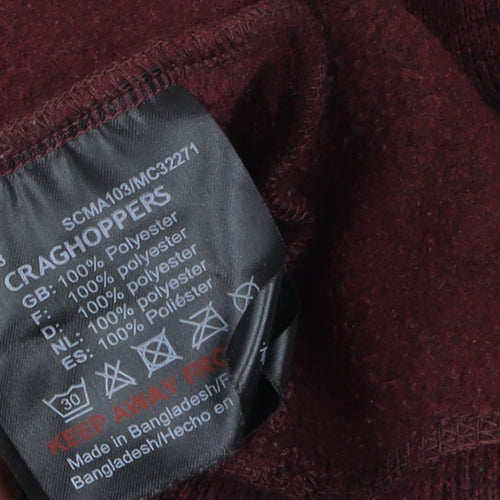 SCMA103/MC32271
CRAGHOPPERS
GB: 100% Polyester
F: 100% Polyester
D: 100% Polyester
NL: 100% Polyester
ES: 100% Poliéster
30
KEEP AWAY FRO
Made in Bangladesh/F
Bangladesh/Hecho en